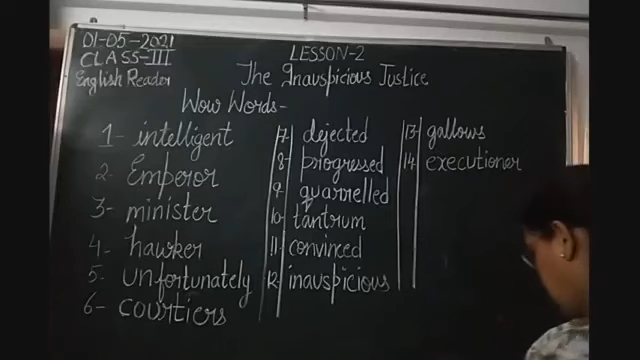 01-05-2021
CLASS-III
English Reader
LESSON-2
The Inauspicious Justice
Wow Words-
1- intelligent
2- Emperor
3- minister
4- hawker
5- unfortunately
6- courtiers
7- dejected
8- progressed
9- quarrelled
10- tantrum
11- convinced
12- inauspicious
13- gallows
14- executioner